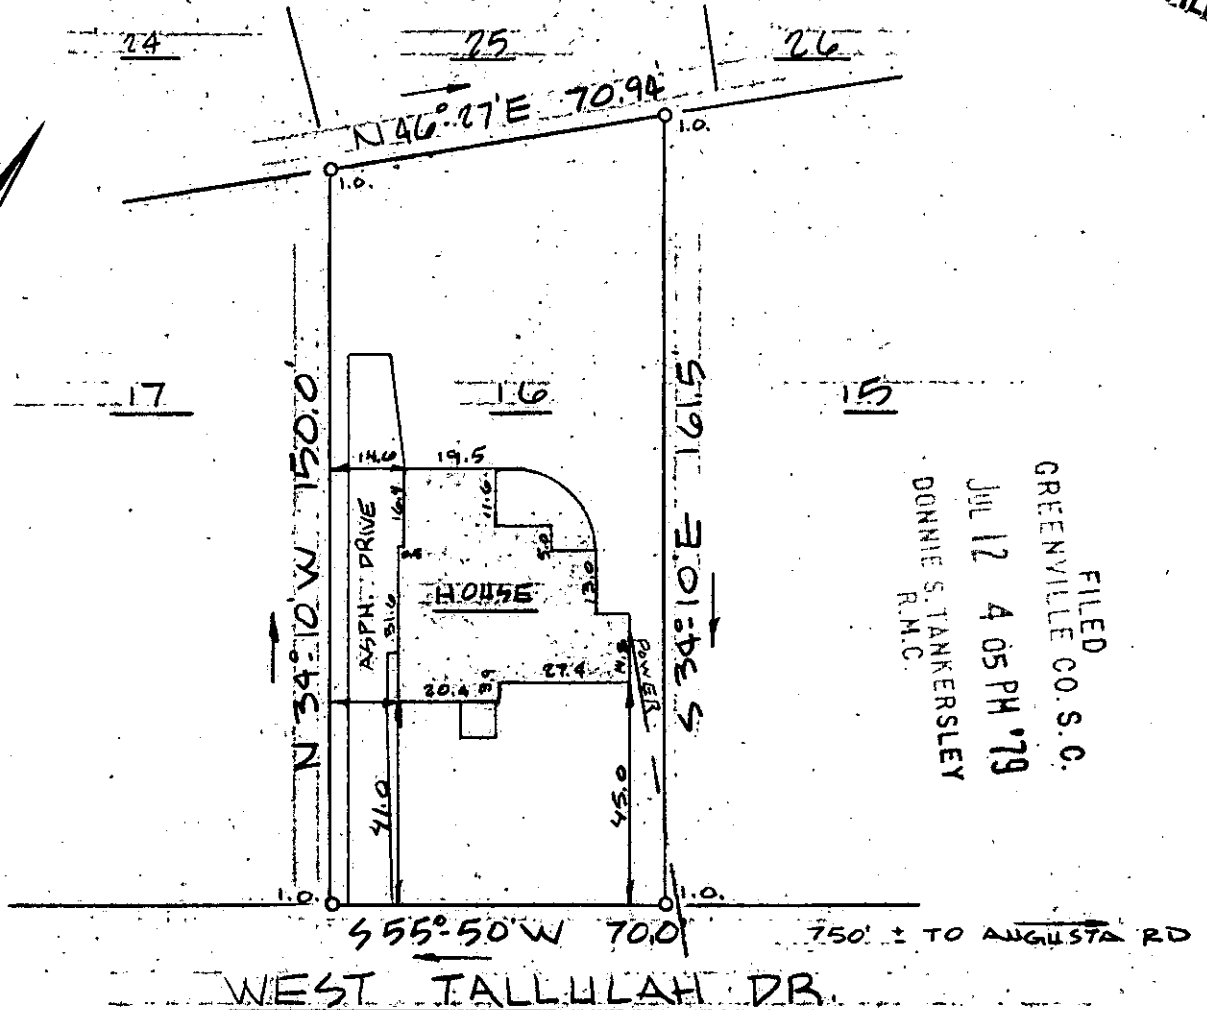 24
25
26
N 46°-27'E 70.94'
I.O.
I.O.
17
16
15
N 34°-10'W 150.0'
S 34°-10'E 161.5'
14.6
19.5
16.9
11.6
5.0
13.0
ASPH. DRIVE
31.6
HOUSE
20.4
3.9
27.4
POWER
41.0
45.0
I.O.
I.O.
S 55°-50'W 70.0'
750' ± TO AUGUSTA RD
WEST TALLULAH DR.
FILED
GREENVILLE CO. S. C.
JUL 12 4 05 PM '79
DONNIE S. TANKERSLEY
R.M.C